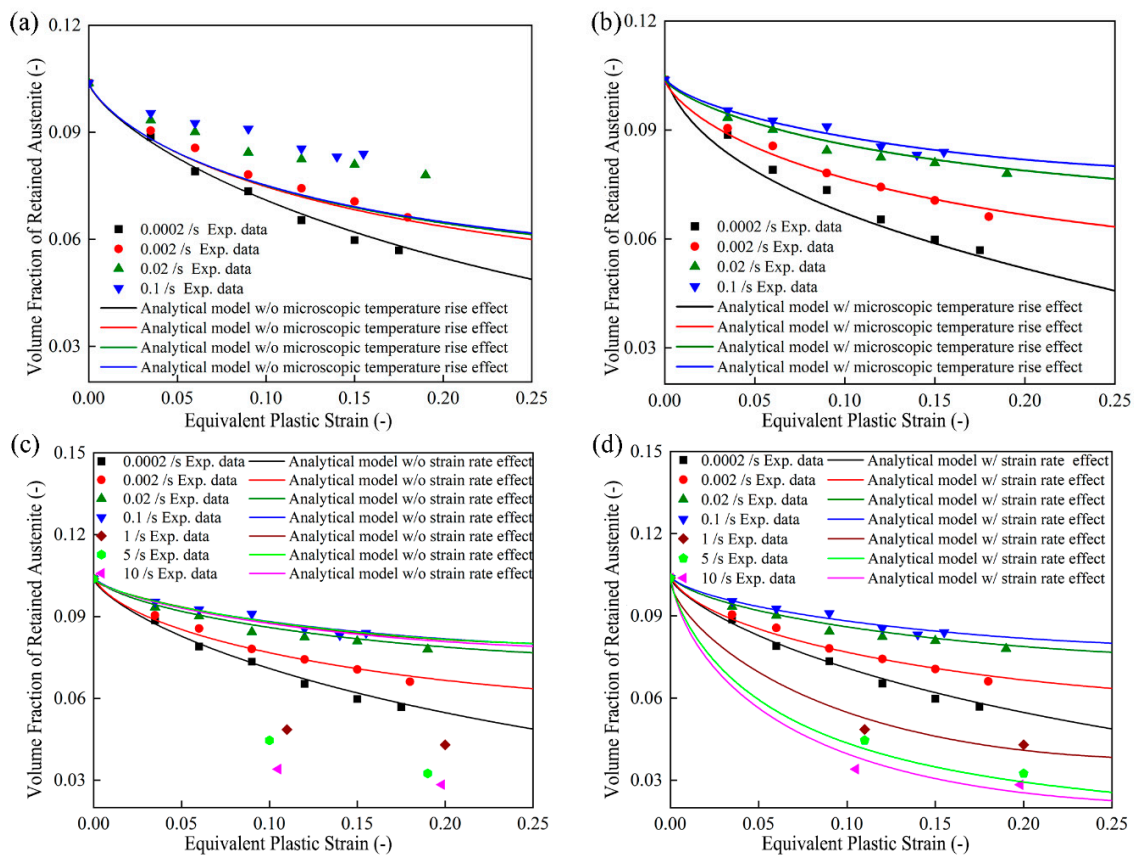 (a)
0.12
0.09
0.06
0.03
Volume Fraction of Retained Austenite (-)
0.0002 /s Exp. data
0.002 /s Exp. data
0.02 /s Exp. data
0.1 /s Exp. data
Analytical model w/o microscopic temperature rise effect
Analytical model w/o microscopic temperature rise effect
Analytical model w/o microscopic temperature rise effect
Analytical model w/o microscopic temperature rise effect
0.00 0.05 0.10 0.15 0.20 0.25
Equivalent Plastic Strain (-)
(b)
0.12
0.09
0.06
0.03
Volume Fraction of Retained Austenite (-)
0.0002 /s Exp. data
0.002 /s Exp. data
0.02 /s Exp. data
0.1 /s Exp. data
Analytical model w/ microscopic temperature rise effect
Analytical model w/ microscopic temperature rise effect
Analytical model w/ microscopic temperature rise effect
Analytical model w/ microscopic temperature rise effect
0.00 0.05 0.10 0.15 0.20 0.25
Equivalent Plastic Strain (-)
(c)
0.15
0.12
0.09
0.06
0.03
Volume Fraction of Retained Austenite (-)
0.0002 /s Exp. data Analytical model w/o strain rate effect
0.002 /s Exp. data Analytical model w/o strain rate effect
0.02 /s Exp. data Analytical model w/o strain rate effect
0.1 /s Exp. data Analytical model w/o strain rate effect
1 /s Exp. data Analytical model w/o strain rate effect
5 /s Exp. data Analytical model w/o strain rate effect
10 /s Exp. data Analytical model w/o strain rate effect
0.00 0.05 0.10 0.15 0.20 0.25
Equivalent Plastic Strain (-)
(d)
0.15
0.12
0.09
0.06
0.03
Volume Fraction of Retained Austenite (-)
0.0002 /s Exp. data Analytical model w/ strain rate effect
0.002 /s Exp. data Analytical model w/ strain rate effect
0.02 /s Exp. data Analytical model w/ strain rate effect
0.1 /s Exp. data Analytical model w/ strain rate effect
1 /s Exp. data Analytical model w/ strain rate effect
5 /s Exp. data Analytical model w/ strain rate effect
10 /s Exp. data Analytical model w/ strain rate effect
0.00 0.05 0.10 0.15 0.20 0.25
Equivalent Plastic Strain (-)